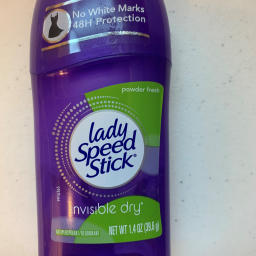 No White Marks
48H Protection
powder fresh
lady
Speed
Stick®
invisible dry®
NET WT 1.4 OZ (39.6 g)